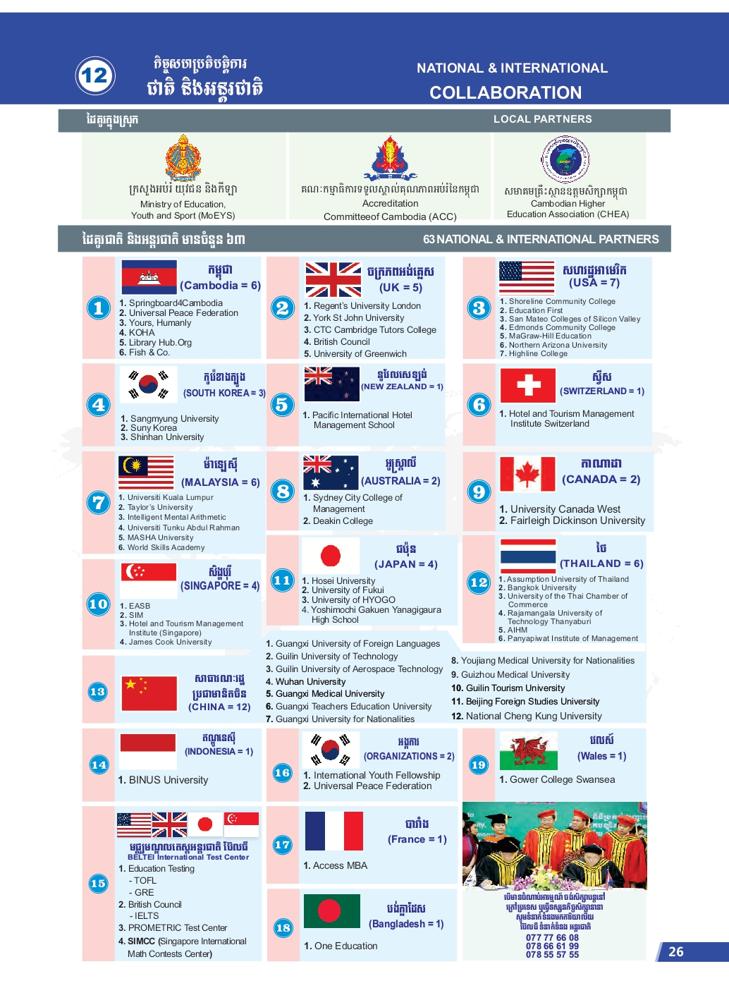 12
កិច្ចសហប្រតិបត្តិការ
ជាតិ និងអន្តរជាតិ
NATIONAL & INTERNATIONAL
COLLABORATION
ដៃគូរក្នុងស្រុក
LOCAL PARTNERS
ក្រសួងអប់រំ យុវជន និងកីឡា
Ministry of Education,
Youth and Sport (MoEYS)
គណៈកម្មាធិការទទួលស្គាល់គុណភាពអប់រំនៃកម្ពុជា
Accreditation
Committeeof Cambodia (ACC)
សមាគមគ្រឹះស្ថានឧត្តមសិក្សាកម្ពុជា
Cambodian Higher
Education Association (CHEA)
ដៃគូរជាតិ និងអន្តរជាតិ មានចំនួន ៦៣
63 NATIONAL & INTERNATIONAL PARTNERS
1
កម្ពុជា
(Cambodia = 6)
1. Springboard4Cambodia
2. Universal Peace Federation
3. Yours, Humanly
4. KOHA
5. Library Hub.Org
6. Fish & Co.
2
ចក្រភពអង់គ្លេស
(UK = 5)
1. Regent's University London
2. York St John University
3. CTC Cambridge Tutors College
4. British Council
5. University of Greenwich
3
សហរដ្ឋអាមេរិក
(USA = 7)
1. Shoreline Community College
2. Education First
3. San Mateo Colleges of Silicon Valley
4. Edmonds Community College
5. MaGraw-Hill Education
6. Northern Arizona University
7. Highline College
4
កូរ៉េខាងត្បូង
(SOUTH KOREA = 3)
1. Sangmyung University
2. Suny Korea
3. Shinhan University
5
នូវែលសេឡង់
(NEW ZEALAND = 1)
1. Pacific International Hotel
Management School
6
ស្វីស
(SWITZERLAND = 1)
1. Hotel and Tourism Management
Institute Switzerland
7
ម៉ាឡេស៊ី
(MALAYSIA = 6)
1. Universiti Kuala Lumpur
2. Taylor's University
3. Intelligent Mental Arithmetic
4. Universiti Tunku Abdul Rahman
5. MASHA University
6. World Skills Academy
8
អូស្ត្រាលី
(AUSTRALIA = 2)
1. Sydney City College of
Management
2. Deakin College
9
កាណាដា
(CANADA = 2)
1. University Canada West
2. Fairleigh Dickinson University
10
សិង្ហបុរី
(SINGAPORE = 4)
1. EASB
2. SIM
3. Hotel and Tourism Management
Institute (Singapore)
4. James Cook University
11
ជប៉ុន
(JAPAN = 4)
1. Hosei University
2. University of Fukui
3. University of HYOGO
4. Yoshimochi Gakuen Yanagigaura
High School
12
ថៃ
(THAILAND = 6)
1. Assumption University of Thailand
2. Bangkok University
3. University of the Thai Chamber of
Commerce
4. Rajamangala University of
Technology Thanyaburi
5. AIHM
6. Panyapiwat Institute of Management
13
សាធារណៈរដ្ឋ
ប្រជាមានិតចិន
(CHINA = 12)
1. Guangxi University of Foreign Languages
2. Guilin University of Technology
3. Guilin University of Aerospace Technology
4. Wuhan University
5. Guangxi Medical University
6. Guangxi Teachers Education University
7. Guangxi University for Nationalities
8. Youjiang Medical University for Nationalities
9. Guizhou Medical University
10. Guilin Tourism University
11. Beijing Foreign Studies University
12. National Cheng Kung University
14
ឥណ្ឌូនេស៊ី
(INDONESIA = 1)
1. BINUS University
16
អង្គការ
(ORGANIZATIONS = 2)
1. International Youth Fellowship
2. Universal Peace Federation
19
វេលស៍
(Wales = 1)
1. Gower College Swansea
15
មជ្ឈមណ្ឌលតេស្តអន្តរជាតិ ប៊ែលធី
BELTEI International Test Center
1. Education Testing
- TOFL
- GRE
2. British Council
- IELTS
3. PROMETRIC Test Center
4. SIMCC (Singapore International
Math Contests Center)
17
បារាំង
(France = 1)
1. Access MBA
18
បង់ក្លាដែស
(Bangladesh = 1)
1. One Education
077 77 66 08
078 66 61 99
078 55 57 55
26